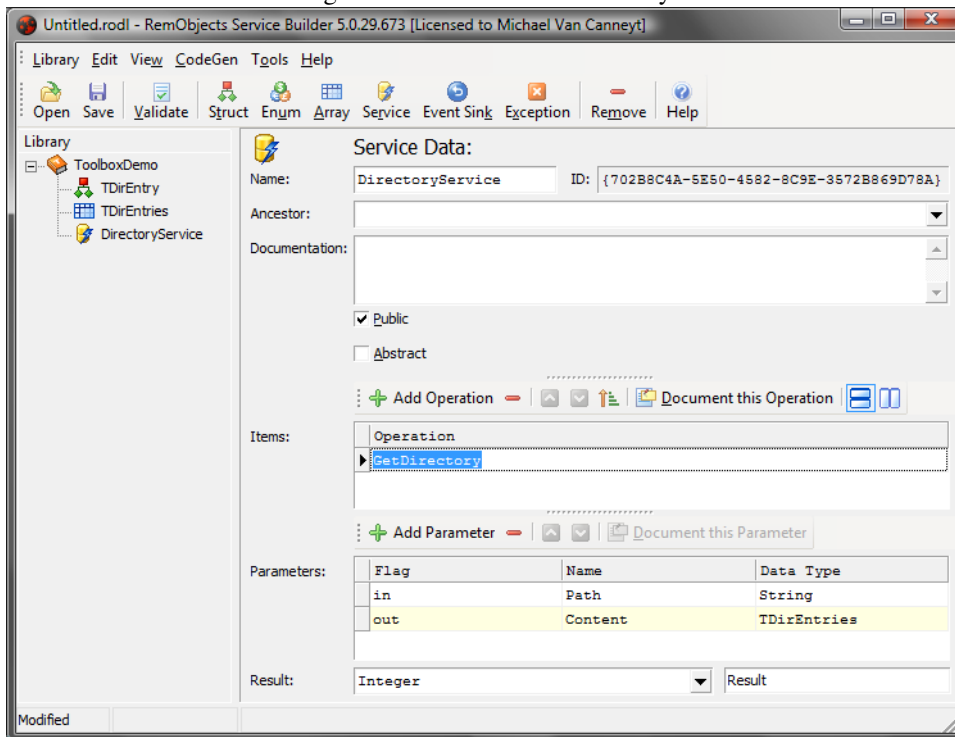 Untitled.rodl - RemObjects Service Builder 5.0.29.673 [Licensed to Michael Van Canneyt]
Library Edit View CodeGen Tools Help
Open Save Validate Struct Enum Array Service Event Sink Exception Remove Help
Library
ToolboxDemo
TDirEntry
TDirEntries
DirectoryService
Service Data:
Name: DirectoryService ID: {702B8C4A-5E50-4582-8C9E-3572B869D78A}
Ancestor:
Documentation:
Public
Abstract
Add Operation Document this Operation
Items: Operation
GetDirectory
Add Parameter Document this Parameter
Parameters: Flag Name Data Type
in Path String
out Content TDirEntries
Result: Integer Result
Modified